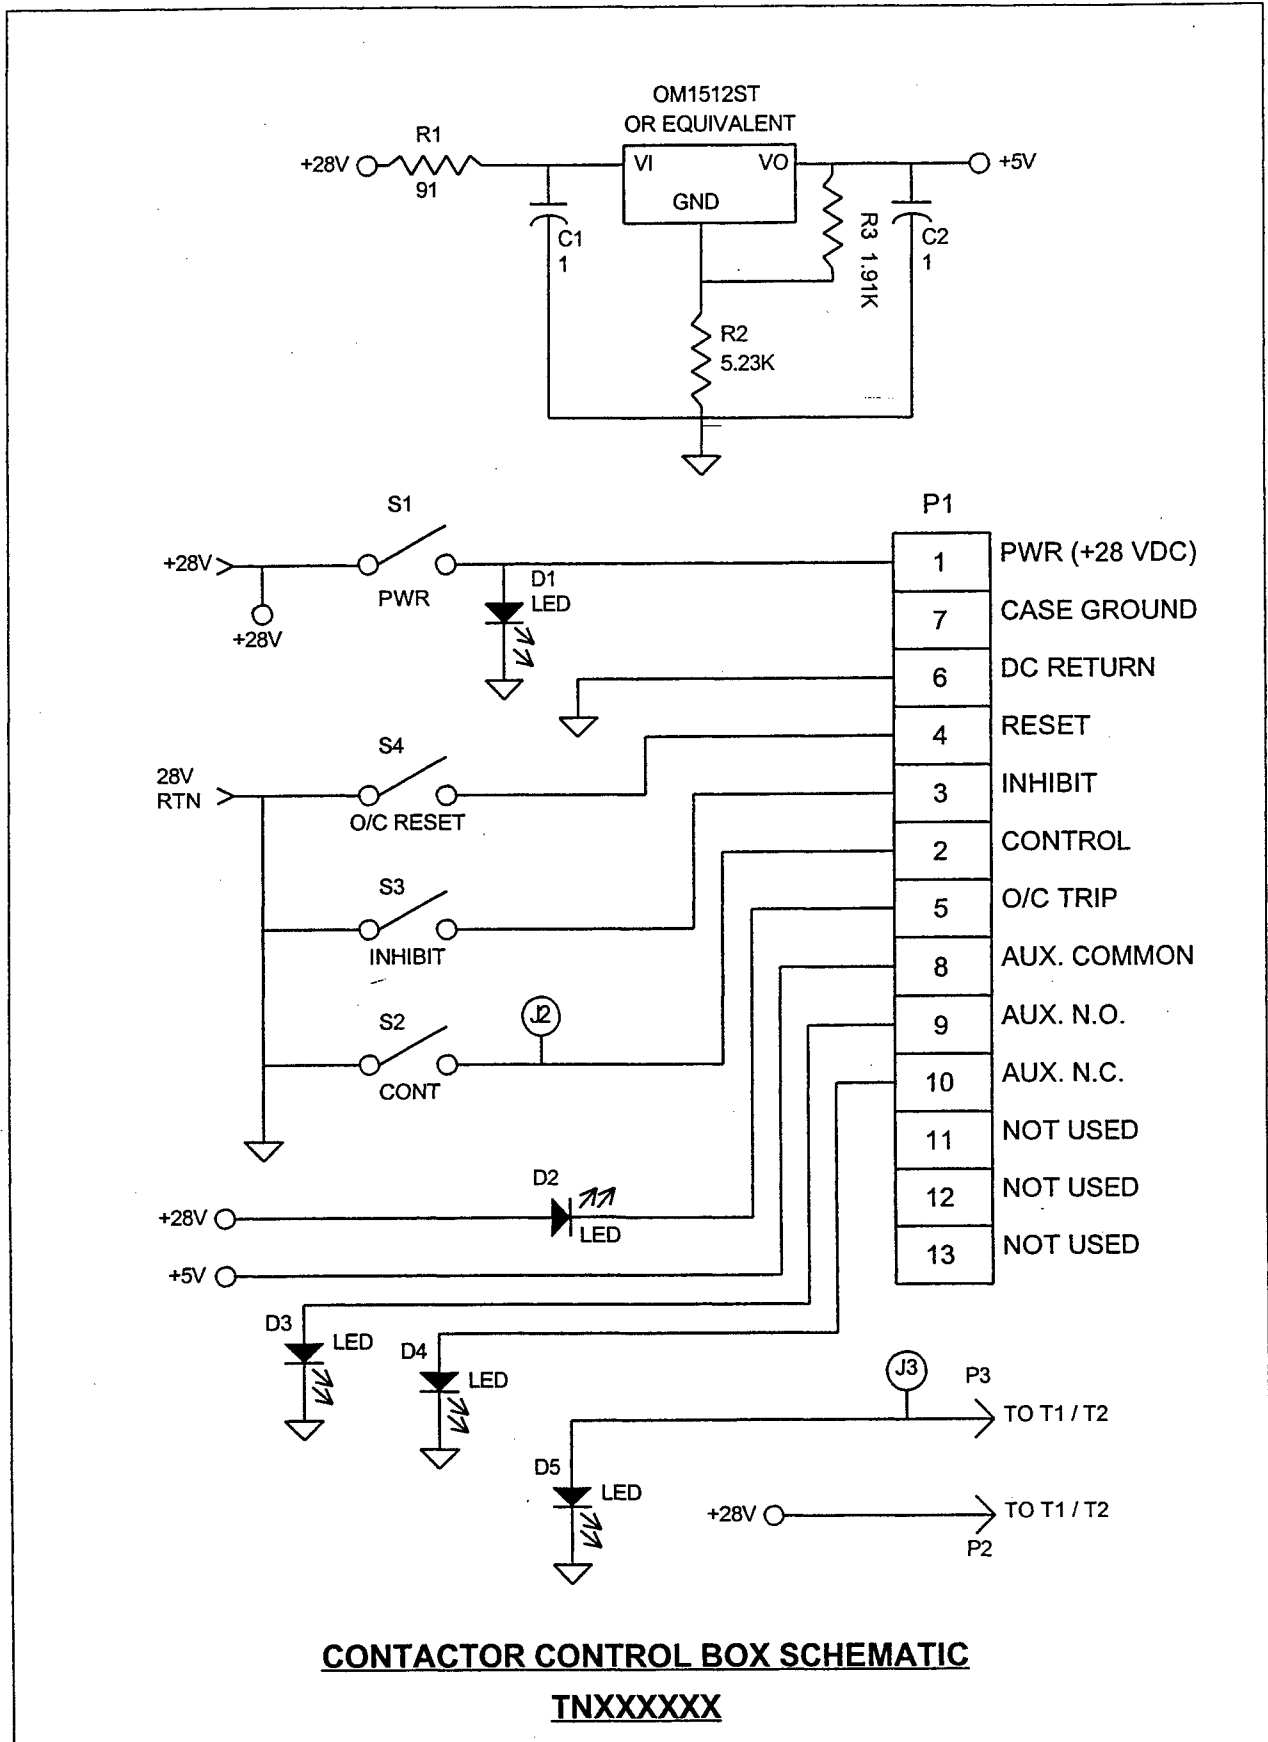 OM1512ST
OR EQUIVALENT
R1
+28V
91
VI
VO
GND
+5V
C1
1
R3 1.91K
C2
1
R2
5.23K
S1
P1
+28V
PWR
D1
LED
1
PWR (+28 VDC)
+28V
7
CASE GROUND
6
DC RETURN
4
RESET
S4
28V
RTN
O/C RESET
3
INHIBIT
2
CONTROL
S3
INHIBIT
5
O/C TRIP
8
AUX. COMMON
S2
J2
CONT
9
AUX. N.O.
10
AUX. N.C.
11
NOT USED
D2
12
NOT USED
+28V
LED
13
NOT USED
+5V
D3
LED
D4
LED
J3
P3
TO T1 / T2
D5
LED
+28V
TO T1 / T2
P2
CONTACTOR CONTROL BOX SCHEMATIC
TNXXXXXX